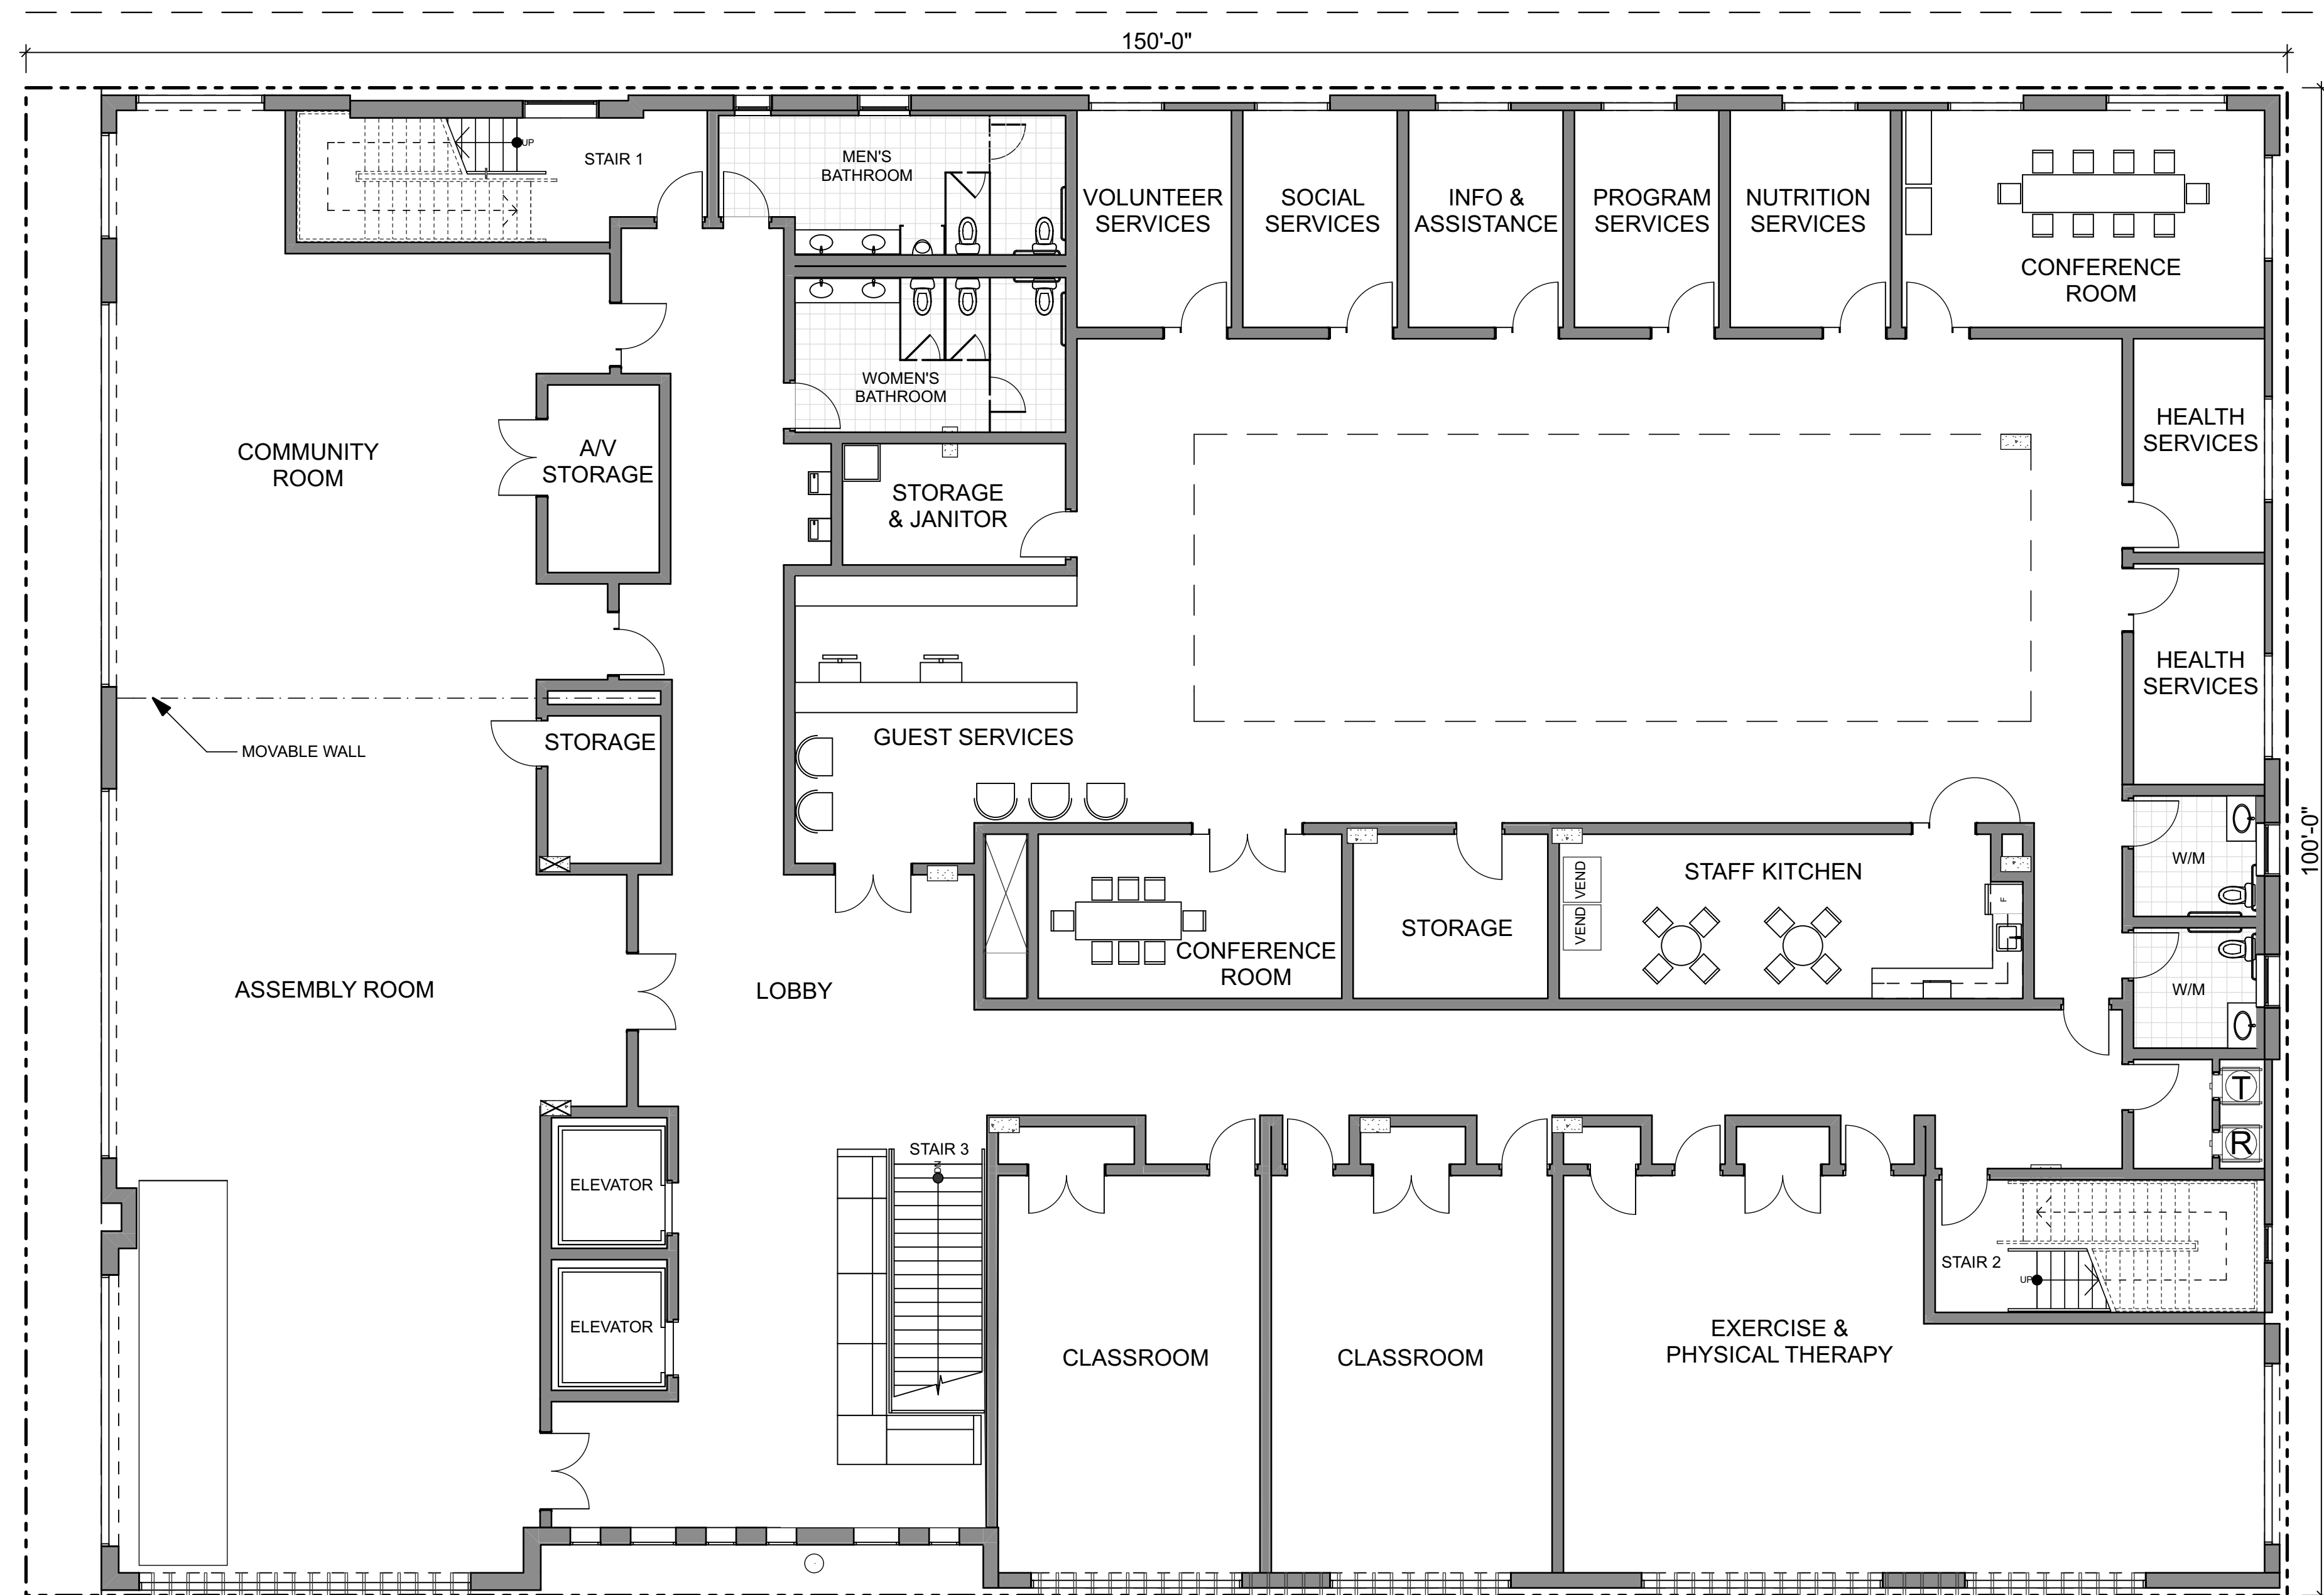 150'-0"
UP
STAIR 1
MEN'S
BATHROOM
VOLUNTEER
SERVICES
SOCIAL
SERVICES
INFO &
ASSISTANCE
PROGRAM
SERVICES
NUTRITION
SERVICES
CONFERENCE
ROOM
WOMEN'S
BATHROOM
COMMUNITY
ROOM
A/V
STORAGE
STORAGE
& JANITOR
HEALTH
SERVICES
HEALTH
SERVICES
MOVABLE WALL
STORAGE
GUEST SERVICES
100'-0"
W/M
STAFF KITCHEN
VEND
VEND
F
STORAGE
CONFERENCE
ROOM
ASSEMBLY ROOM
LOBBY
W/M
T
R
STAIR 3
DN
ELEVATOR
ELEVATOR
STAIR 2
UP
CLASSROOM
CLASSROOM
EXERCISE &
PHYSICAL THERAPY